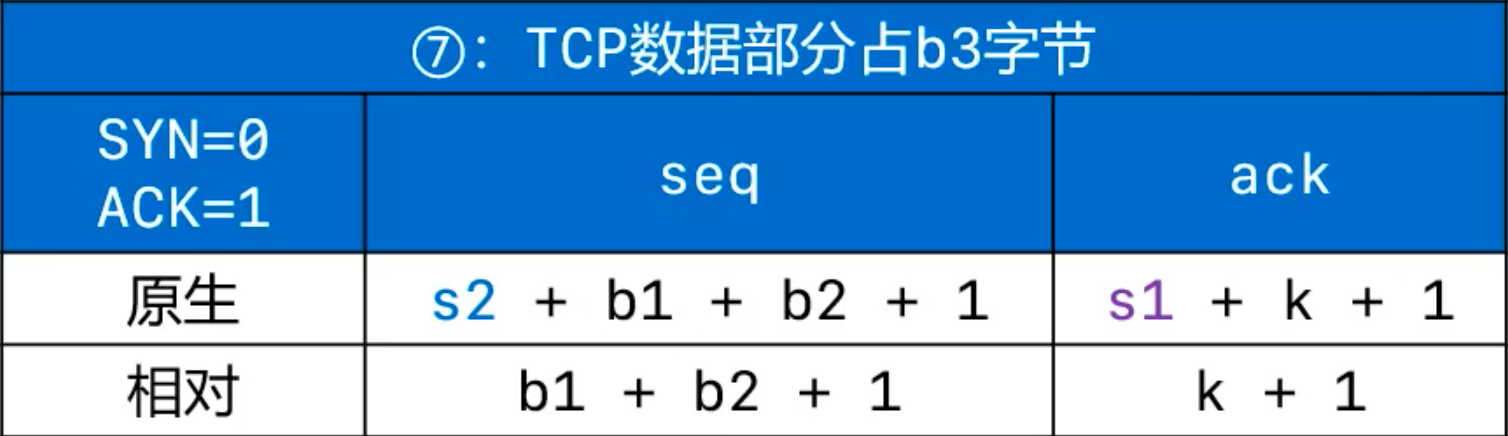 ⑦: TCP数据部分占b3字节
SYN=0
ACK=1
seq
ack
原生
s2 + b1 + b2 + 1
s1 + k + 1
相对
b1 + b2 + 1
k + 1